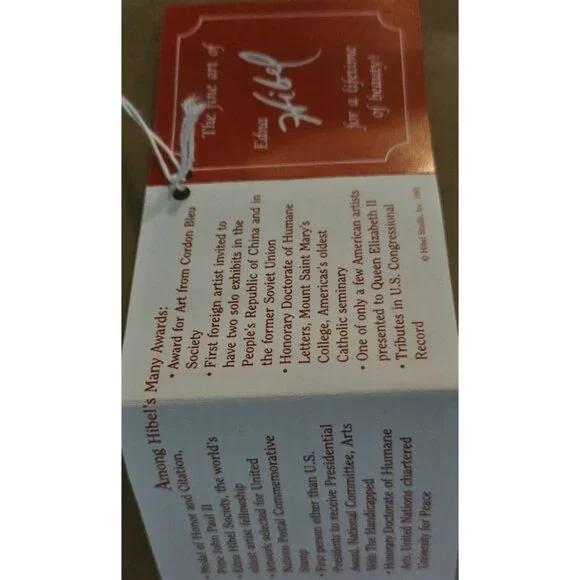 The fine art of
Edna Hibel
for a lifetime
of beauty!
Among Hibel's Many Awards:
• Award for Art from Cordon Bleu
Society
• First foreign artist invited to
have two solo exhibits in the
People's Republic of China and in
the former Soviet Union
• Honorary Doctorate of Humane
Letters, Mount Saint Mary's
College, Americas's oldest
Catholic seminary
• One of only a few American artists
presented to Queen Elizabeth II
• Tributes in U.S. Congressional
Record
© Hibel Studio, Inc.
• Medal of Honor and Citation,
Pope John Paul II
• Edna Hibel Society, the world's
oldest artist fellowship
• Artwork selected for United
Nations Postal Commemorative
Stamp
• First person other than U.S.
Presidents to receive Presidential
Award, National Committee, Arts
With The Handicapped
• Honorary Doctorate of Humane
Arts, United Nations chartered
University for Peace